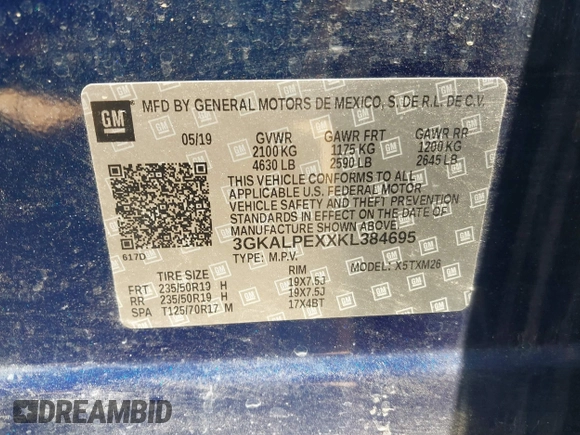 GM
MFD BY GENERAL MOTORS DE MEXICO, S. DE R.L. DE C.V.
05/19 GVWR GAWR FRT GAWR RR
2100 KG 1175 KG 1200 KG
4630 LB 2590 LB 2645 LB
THIS VEHICLE CONFORMS TO ALL
APPLICABLE U.S. FEDERAL MOTOR
VEHICLE SAFETY AND THEFT PREVENTION
STANDARDS IN EFFECT ON THE DATE OF
MANUFACTURE SHOWN ABOVE.
617D 3GKALPEXXKL384695
TYPE: M.P.V. MODEL: X5TXM26
TIRE SIZE RIM
FRT 235/50R19 H 19X7.5J
RR 235/50R19 H 19X7.5J
SPA T125/70R17 M 17X4BT
DREAMBID